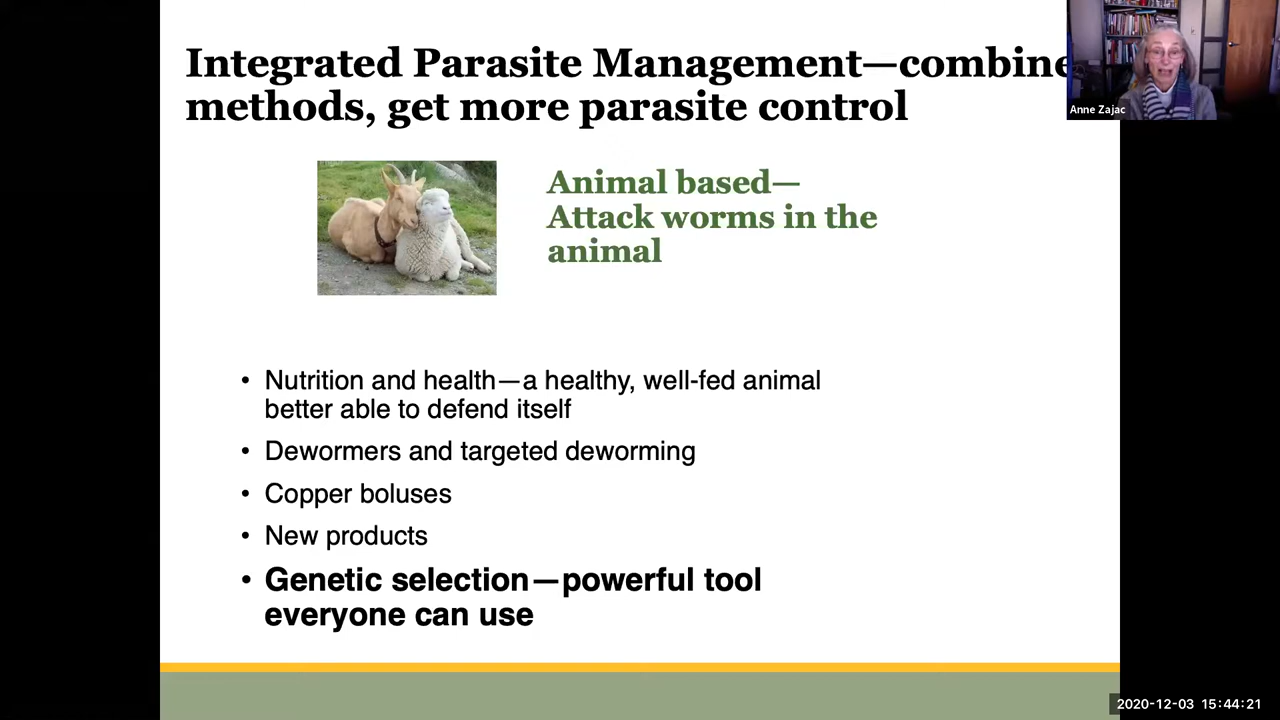 Integrated Parasite Management—combine
methods, get more parasite control
Anne Zajac
Animal based—
Attack worms in the
animal
• Nutrition and health—a healthy, well-fed animal
better able to defend itself
• Dewormers and targeted deworming
• Copper boluses
• New products
• Genetic selection—powerful tool
everyone can use
2020-12-03 15:44:21